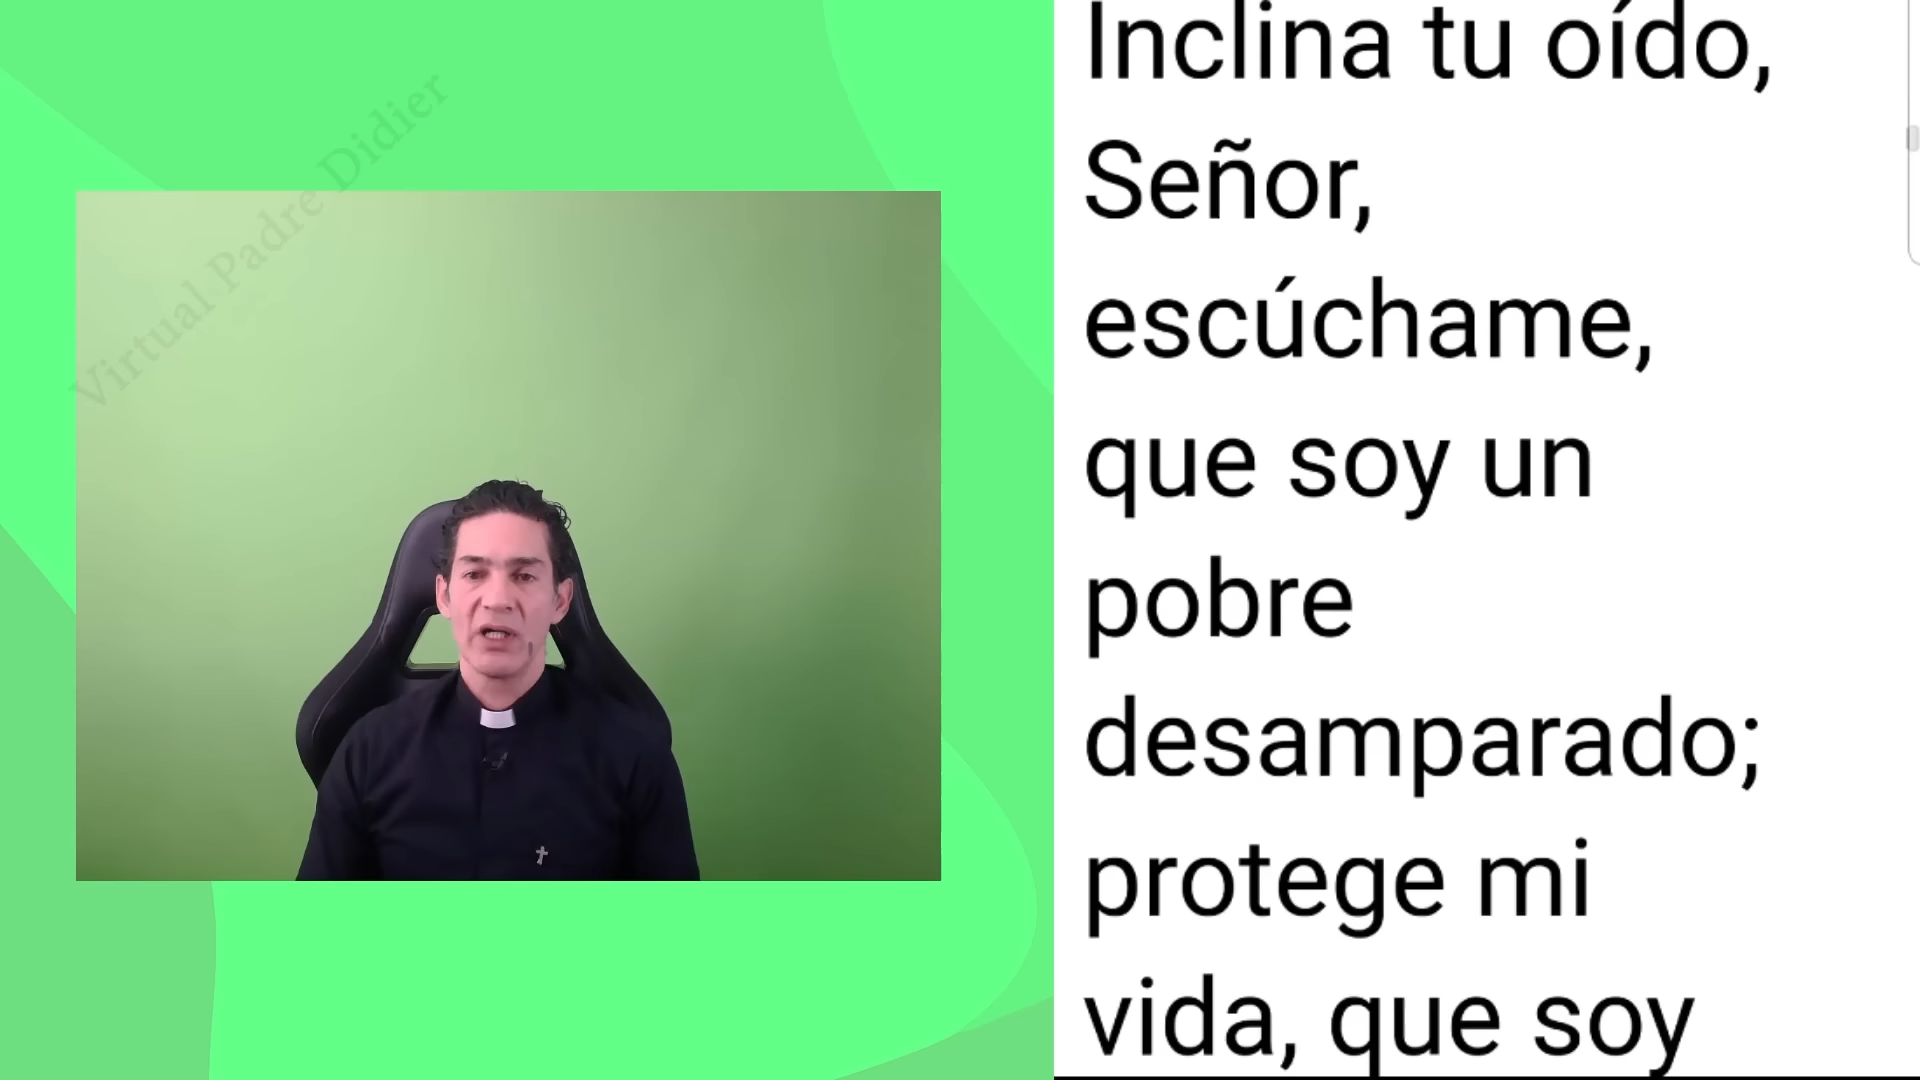 Virtual Padre Didier
Inclina tu oído,
Señor,
escúchame,
que soy un
pobre
desamparado;
protege mi
vida, que soy